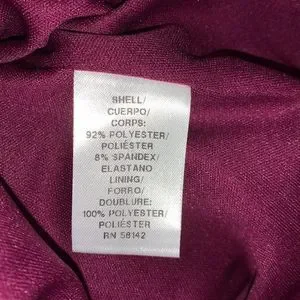 SHELL/
CUERPO/
CORPS:
92% POLYESTER/
POLIÉSTER
8% SPANDEX/
ELASTANO
LINING/
FORRO/
DOUBLURE:
100% POLYESTER/
POLIÉSTER
RN 58142